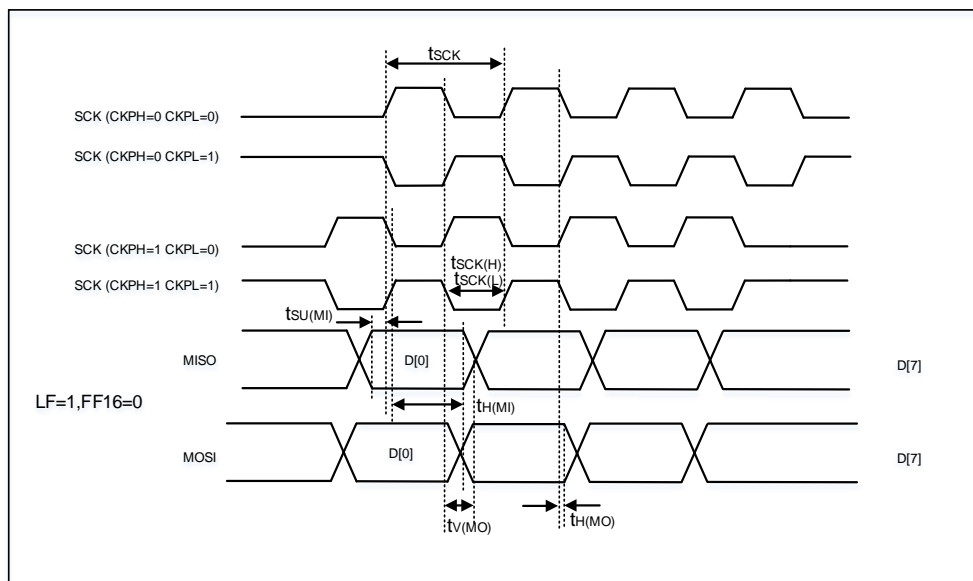 tSCK
SCK (CKPH=0 CKPL=0)
SCK (CKPH=0 CKPL=1)
SCK (CKPH=1 CKPL=0)
tSCK(H)
tSCK(L)
SCK (CKPH=1 CKPL=1)
tSU(MI)
MISO
D[0]
D[7]
LF=1,FF16=0
tH(MI)
MOSI
D[0]
D[7]
tV(MO)
tH(MO)